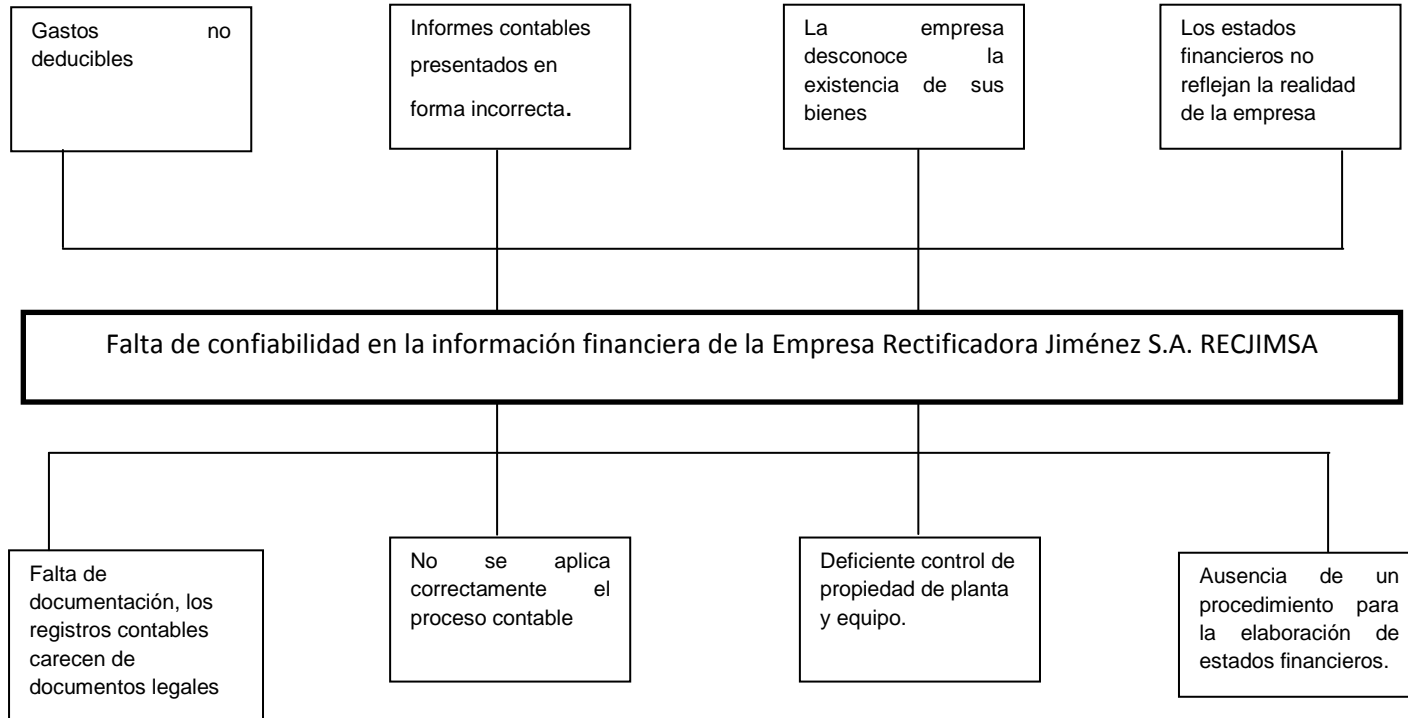 Gastos no
deducibles
Informes contables
presentados en
forma incorrecta.
La empresa
desconoce la
existencia de sus
bienes
Los estados
financieros no
reflejan la realidad
de la empresa
Falta de confiabilidad en la información financiera de la Empresa Rectificadora Jiménez S.A. RECJIMSA
Falta de
documentación, los
registros contables
carecen de
documentos legales
No se aplica
correctamente el
proceso contable
Deficiente control de
propiedad de planta
y equipo.
Ausencia de un
procedimiento para
la elaboración de
estados financieros.